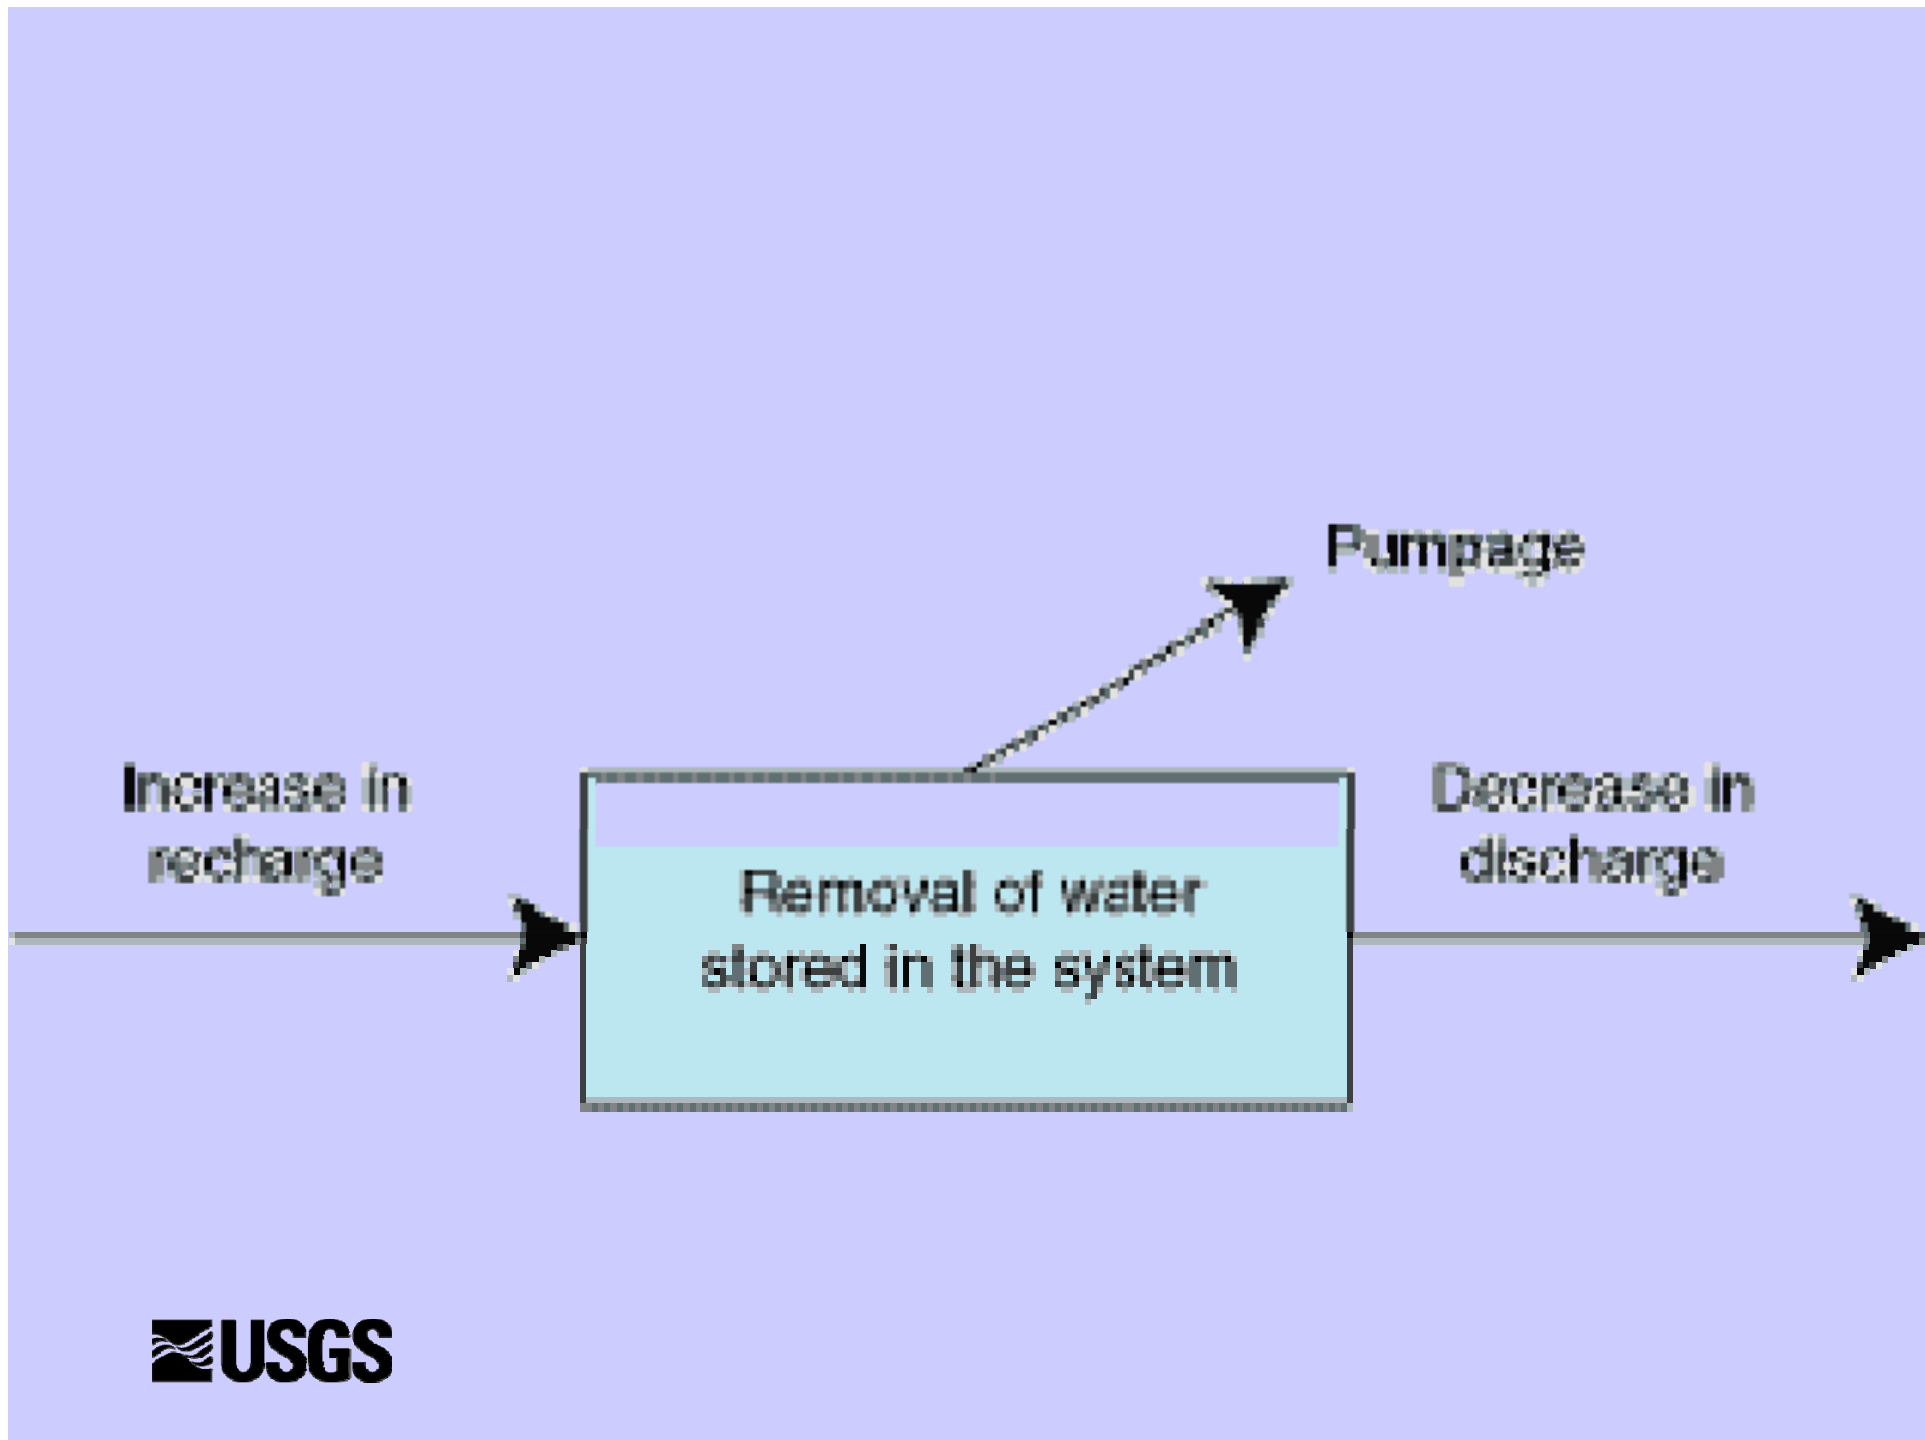 Pumpage
Increase in
recharge
Removal of water
stored in the system
Decrease in
discharge
USGS